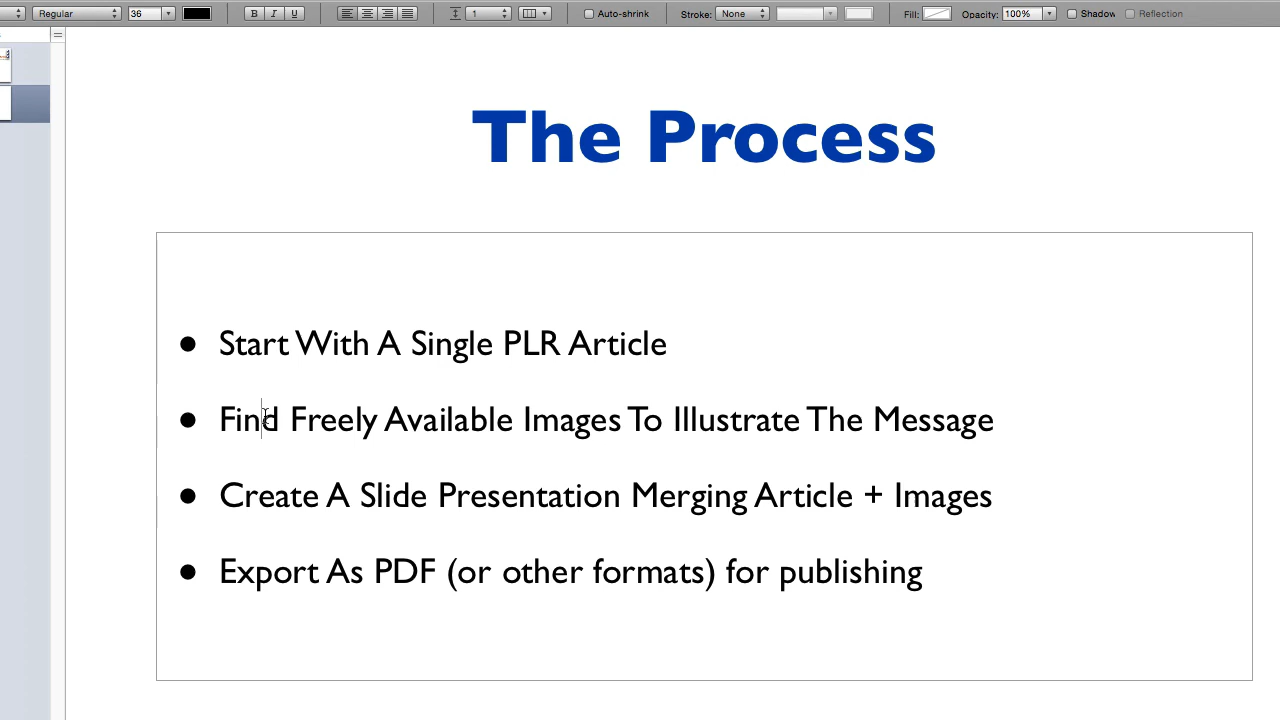 Regular 36 B I U 1 Auto-shrink Stroke: None Fill: Opacity: 100% Shadow Reflection
The Process
● Start With A Single PLR Article
● Find Freely Available Images To Illustrate The Message
● Create A Slide Presentation Merging Article + Images
● Export As PDF (or other formats) for publishing